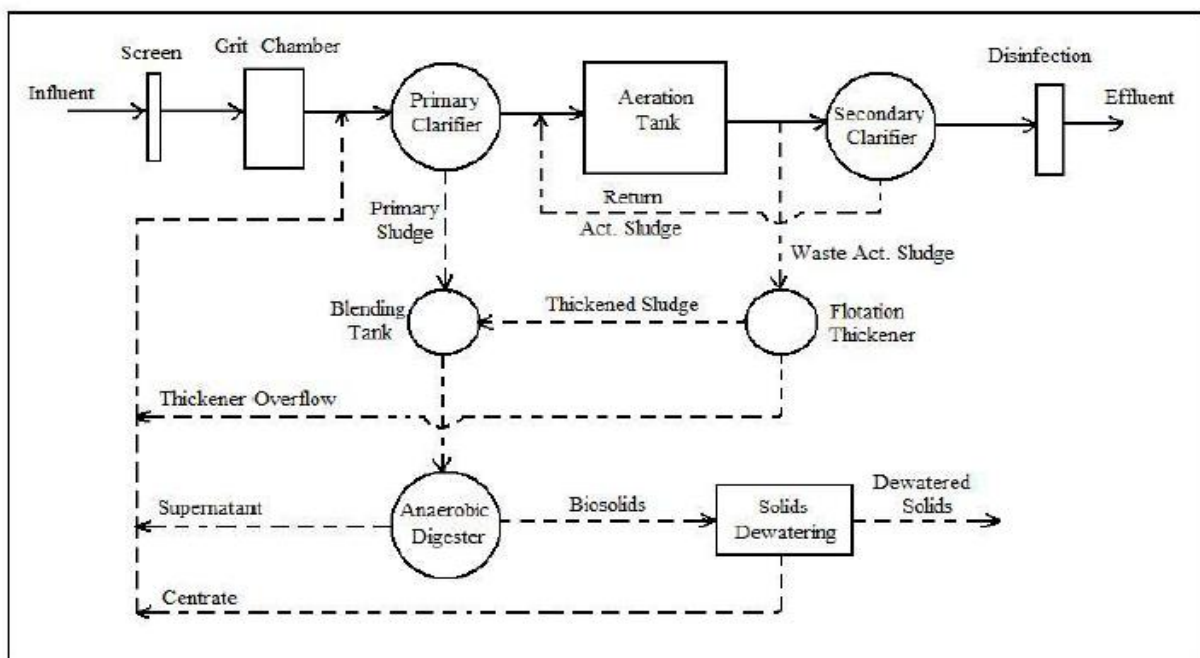 Screen
Grit Chamber
Disinfection
Influent
Primary
Clarifier
Aeration
Tank
Secondary
Clarifier
Effluent
Primary
Sludge
Return
Act. Sludge
Waste Act. Sludge
Blending
Tank
Thickened Sludge
Flotation
Thickener
Thickener Overflow
Supernatant
Anaerobic
Digester
Biosolids
Solids
Dewatering
Dewatered
Solids
Centrate